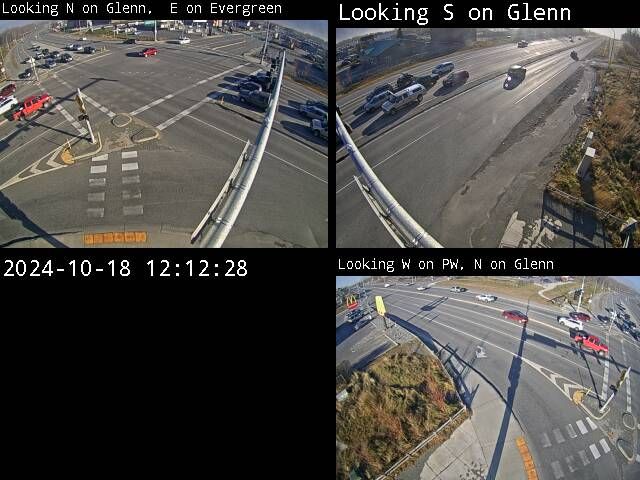 Looking N on Glenn, E on Evergreen
Looking S on Glenn
2024-10-18 12:12:28
Looking W on PW, N on Glenn